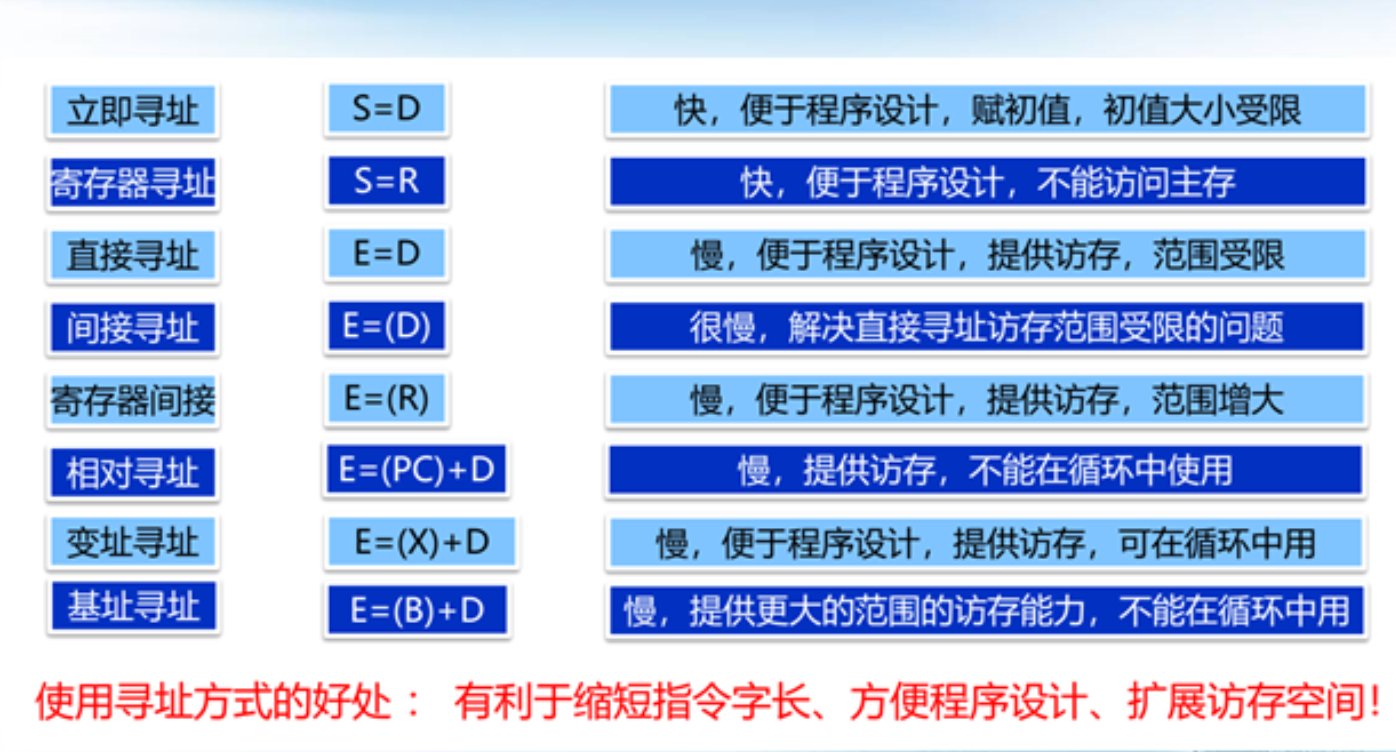 立即寻址 S=D 快，便于程序设计，赋初值，初值大小受限
寄存器寻址 S=R 快，便于程序设计，不能访问主存
直接寻址 E=D 慢，便于程序设计，提供访存，范围受限
间接寻址 E=(D) 很慢，解决直接寻址访存范围受限的问题
寄存器间接 E=(R) 慢，便于程序设计，提供访存，范围增大
相对寻址 E=(PC)+D 慢，提供访存，不能在循环中使用
变址寻址 E=(X)+D 慢，便于程序设计，提供访存，可在循环中用
基址寻址 E=(B)+D 慢，提供更大的范围的访存能力，不能在循环中用
使用寻址方式的好处： 有利于缩短指令字长、方便程序设计、扩展访存空间！